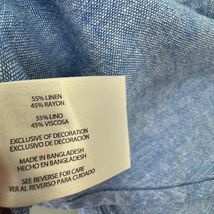 55% LINEN
45% RAYON
55% LINO
45% VISCOSA
EXCLUSIVE OF DECORATION
EXCLUSIVO DE DECORACIÓN
MADE IN BANGLADESH
HECHO EN BANGLADESH
SEE REVERSE FOR CARE
VER AL REVERSO PARA CUIDADO